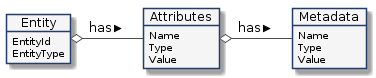 Entity
EntityId
EntityType
has▶
Attributes
Name
Type
Value
has▶
Metadata
Name
Type
Value